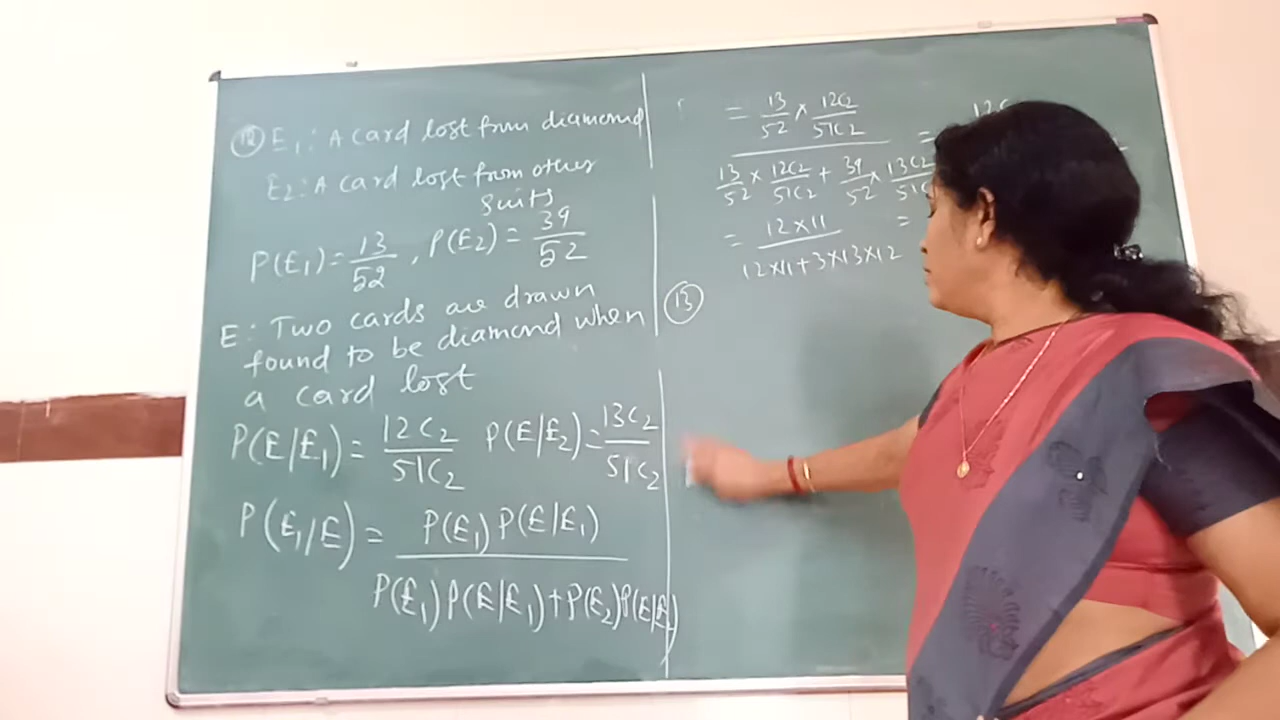 (12) E₁: A card lost from diamond
E₂: A card lost from other
suits
P(E₁) = 13/52, P(E₂) = 39/52
E: Two cards are drawn
found to be diamond when
a card lost
P(E/E₁) = 12C₂/51C₂ P(E/E₂) = 13C₂/51C₂
P(E₁/E) = P(E₁) P(E/E₁)
P(E₁) P(E/E₁) + P(E₂) P(E/E₂)
= 13/52 × 12C₂/51C₂ =
13/52 × 12C₂/51C₂ + 39/52 × 13C₂/51C
= 12×11 =
12×11 + 3×13×12
(13)